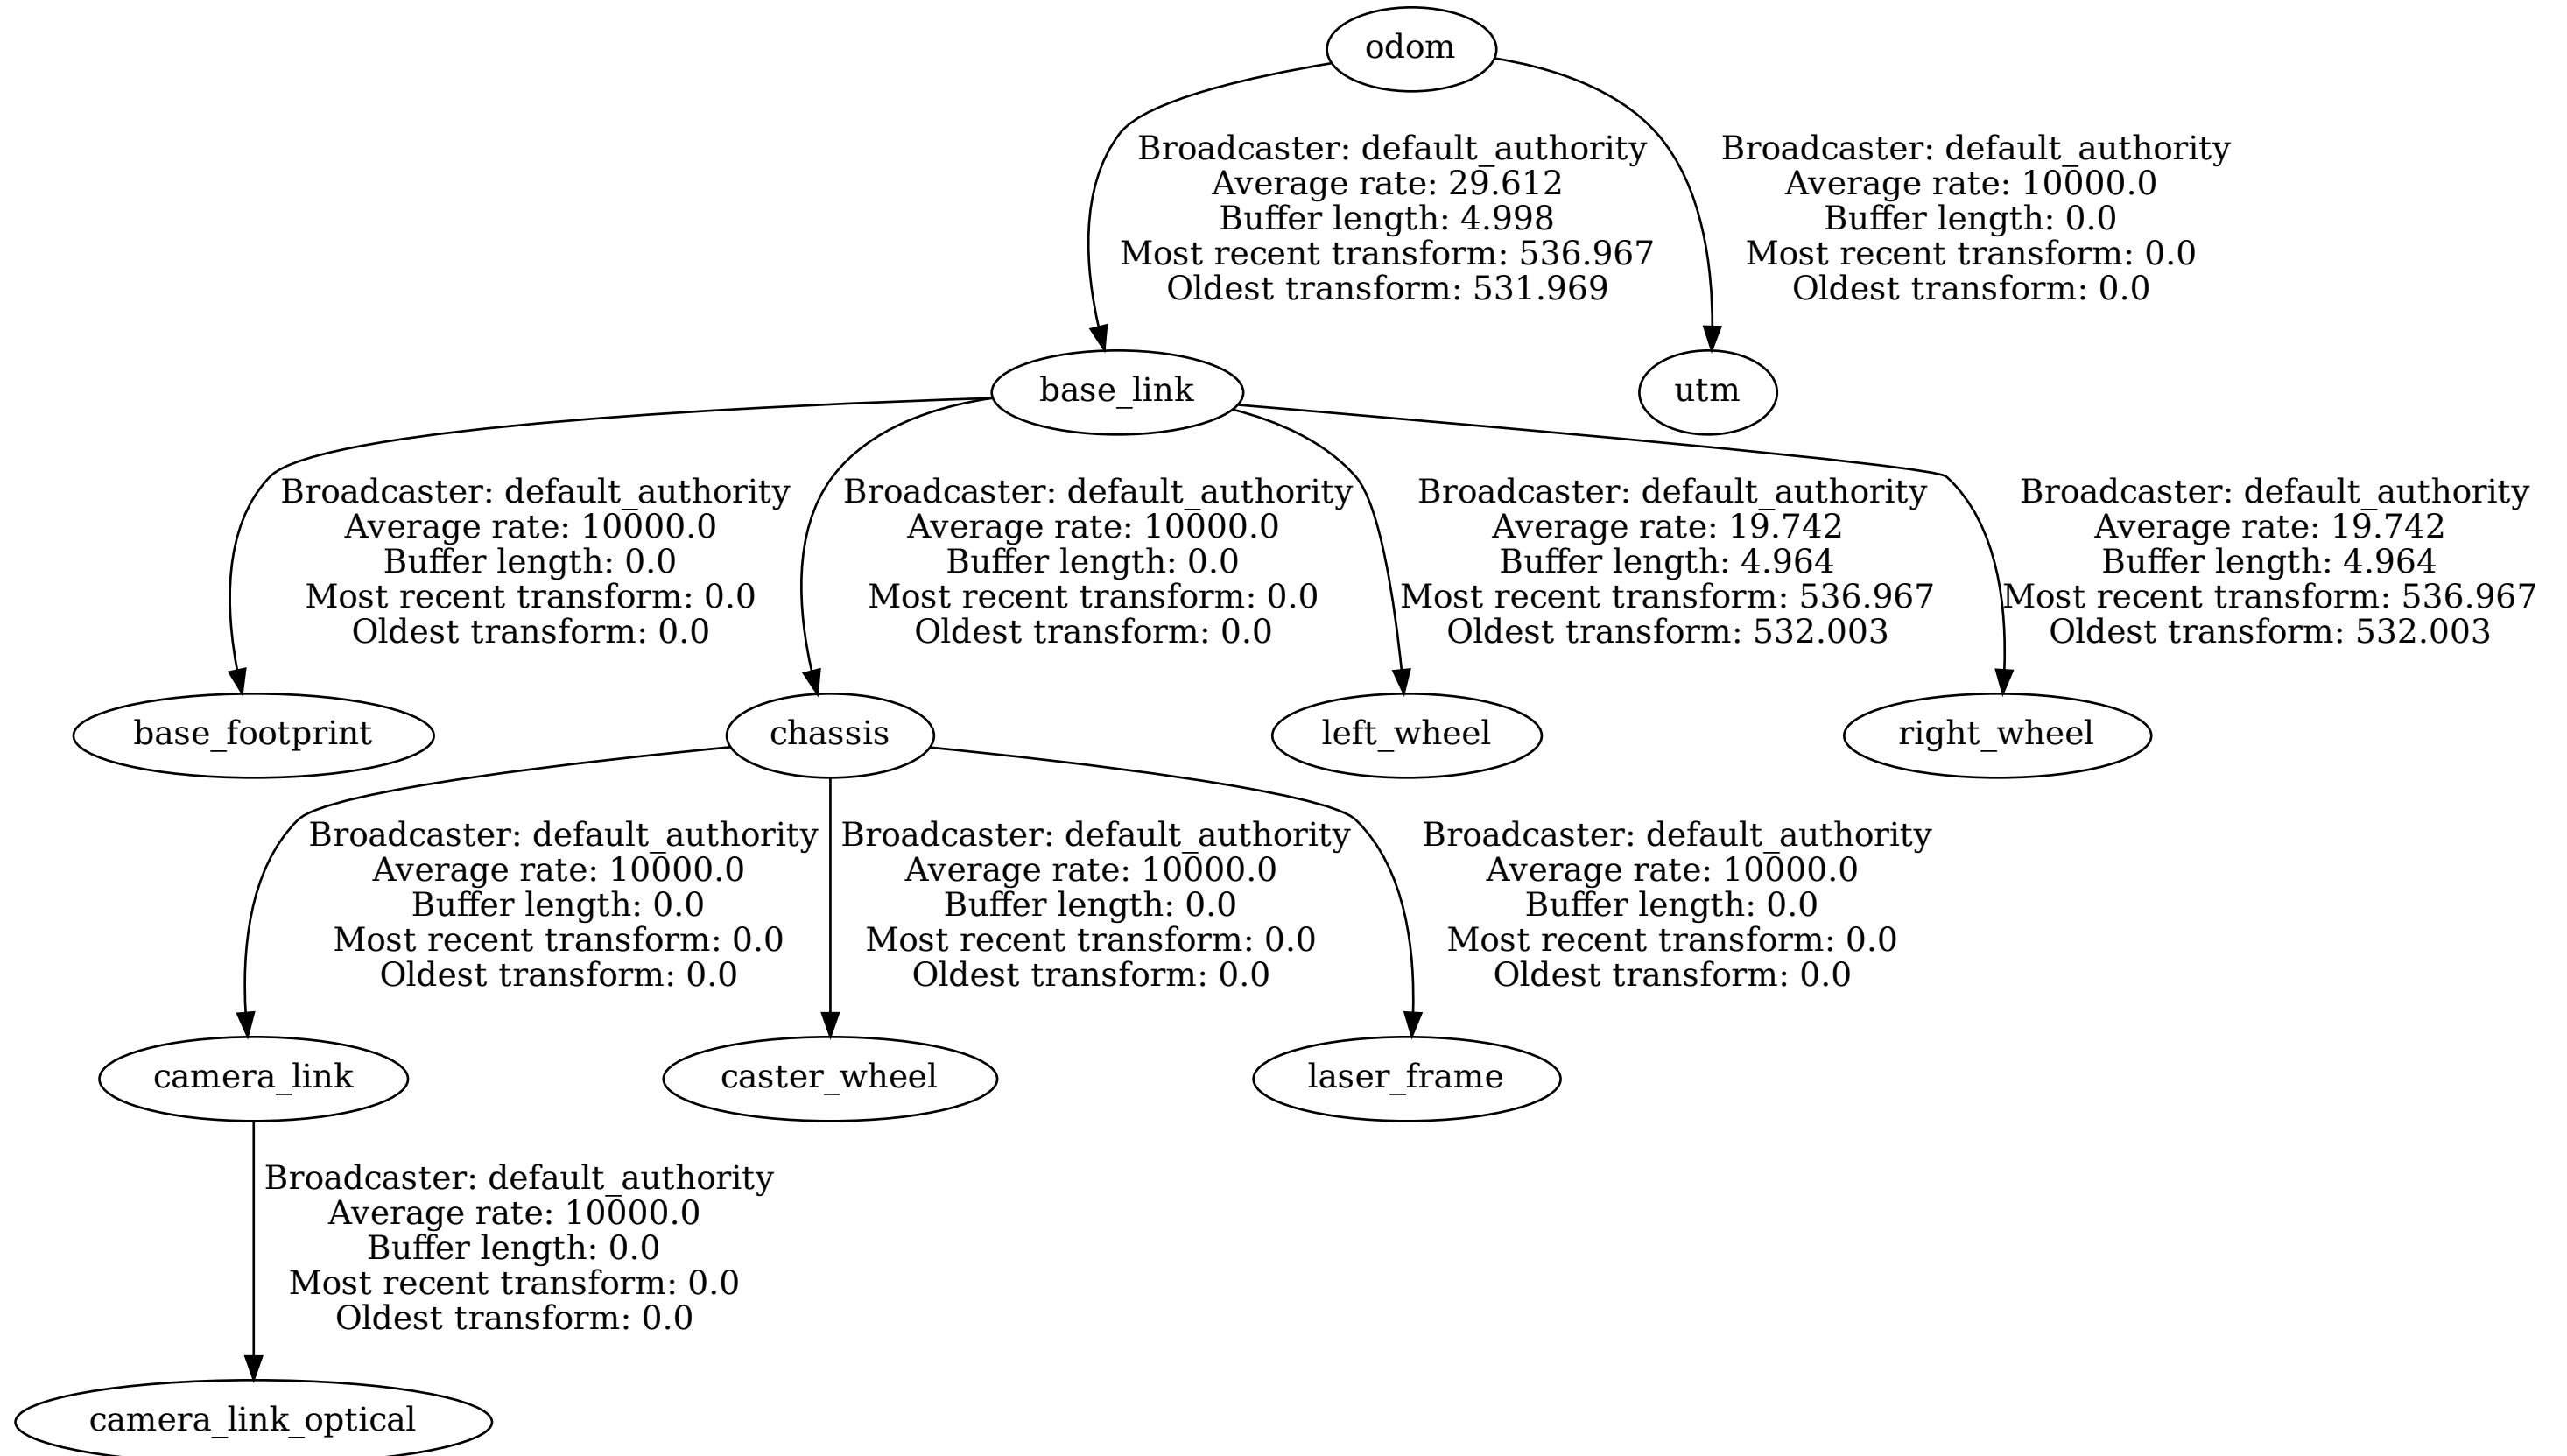 odom
Broadcaster: default_authority
Average rate: 29.612
Buffer length: 4.998
Most recent transform: 536.967
Oldest transform: 531.969
Broadcaster: default_authority
Average rate: 10000.0
Buffer length: 0.0
Most recent transform: 0.0
Oldest transform: 0.0
base_link
utm
Broadcaster: default_authority
Average rate: 10000.0
Buffer length: 0.0
Most recent transform: 0.0
Oldest transform: 0.0
Broadcaster: default_authority
Average rate: 10000.0
Buffer length: 0.0
Most recent transform: 0.0
Oldest transform: 0.0
Broadcaster: default_authority
Average rate: 19.742
Buffer length: 4.964
Most recent transform: 536.967
Oldest transform: 532.003
Broadcaster: default_authority
Average rate: 19.742
Buffer length: 4.964
Most recent transform: 536.967
Oldest transform: 532.003
base_footprint
chassis
left_wheel
right_wheel
Broadcaster: default_authority
Average rate: 10000.0
Buffer length: 0.0
Most recent transform: 0.0
Oldest transform: 0.0
Broadcaster: default_authority
Average rate: 10000.0
Buffer length: 0.0
Most recent transform: 0.0
Oldest transform: 0.0
Broadcaster: default_authority
Average rate: 10000.0
Buffer length: 0.0
Most recent transform: 0.0
Oldest transform: 0.0
camera_link
caster_wheel
laser_frame
Broadcaster: default_authority
Average rate: 10000.0
Buffer length: 0.0
Most recent transform: 0.0
Oldest transform: 0.0
camera_link_optical